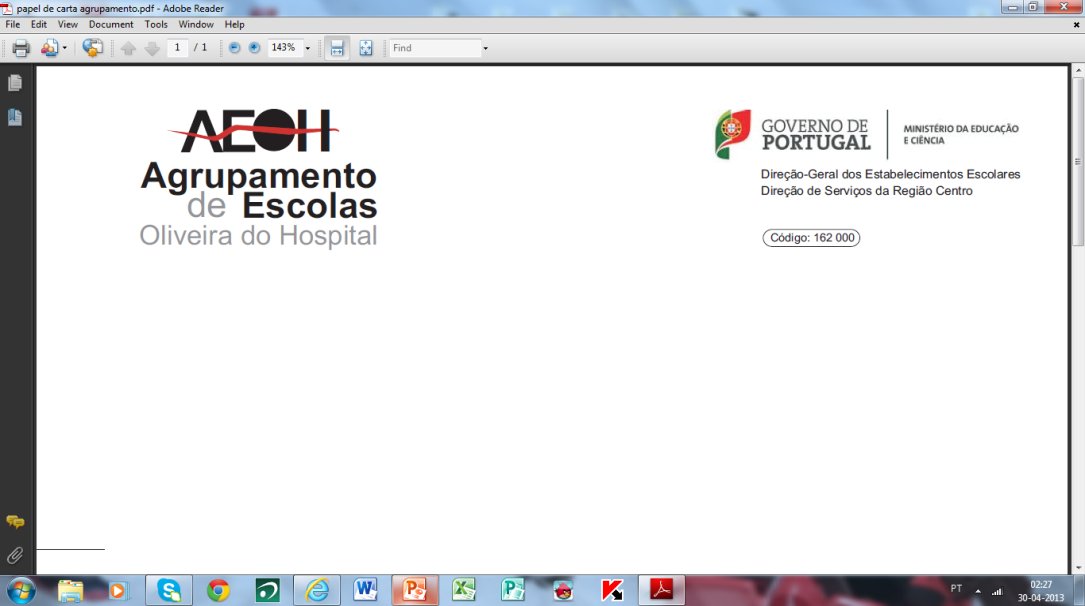 papel de carta agrupamento.pdf - Adobe Reader
File Edit View Document Tools Window Help
1 / 1 143% Find
AEOH
Agrupamento
de Escolas
Oliveira do Hospital
GOVERNO DE
PORTUGAL
MINISTÉRIO DA EDUCAÇÃO
E CIÊNCIA
Direção-Geral dos Estabelecimentos Escolares
Direção de Serviços da Região Centro
Código: 162 000
PT
02:27
30-04-2013